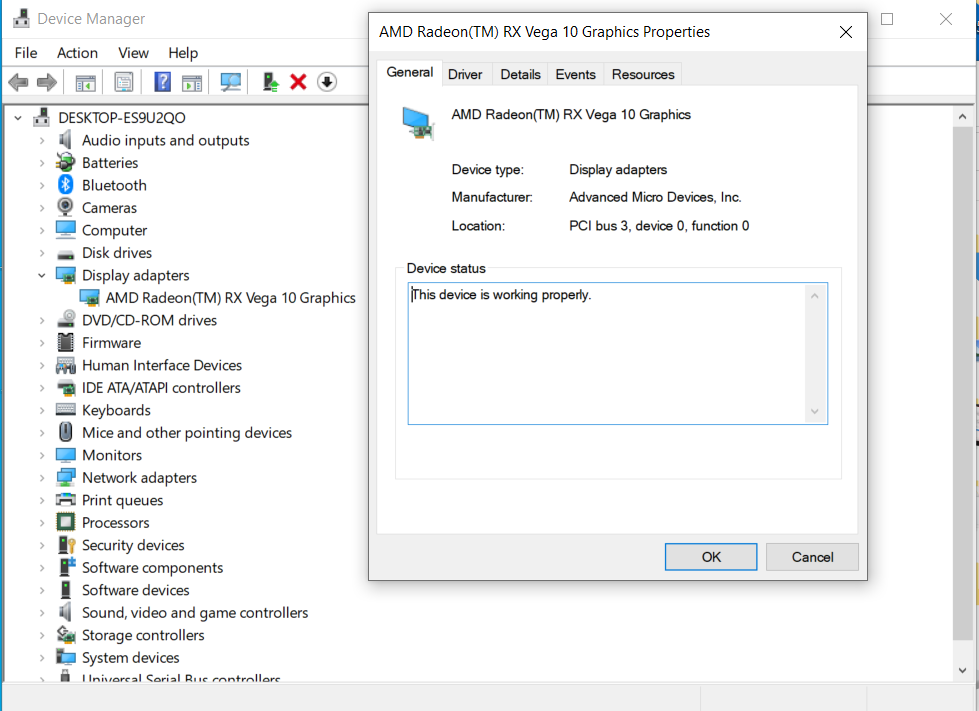 Device Manager
File Action View Help
DESKTOP-ES9U2QO
Audio inputs and outputs
Batteries
Bluetooth
Cameras
Computer
Disk drives
Display adapters
AMD Radeon(TM) RX Vega 10 Graphics
DVD/CD-ROM drives
Firmware
Human Interface Devices
IDE ATA/ATAPI controllers
Keyboards
Mice and other pointing devices
Monitors
Network adapters
Print queues
Processors
Security devices
Software components
Software devices
Sound, video and game controllers
Storage controllers
System devices
Universal Serial Bus controllers
AMD Radeon(TM) RX Vega 10 Graphics Properties
General Driver Details Events Resources
AMD Radeon(TM) RX Vega 10 Graphics
Device type: Display adapters
Manufacturer: Advanced Micro Devices, Inc.
Location: PCI bus 3, device 0, function 0
Device status
This device is working properly.
OK Cancel